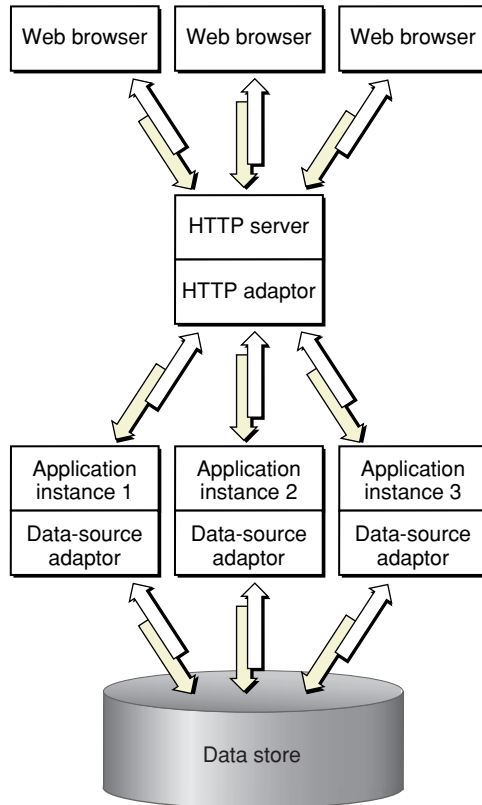 Web browser
Web browser
Web browser
HTTP server
HTTP adaptor
Application
instance 1
Application
instance 2
Application
instance 3
Data-source
adaptor
Data-source
adaptor
Data-source
adaptor
Data store